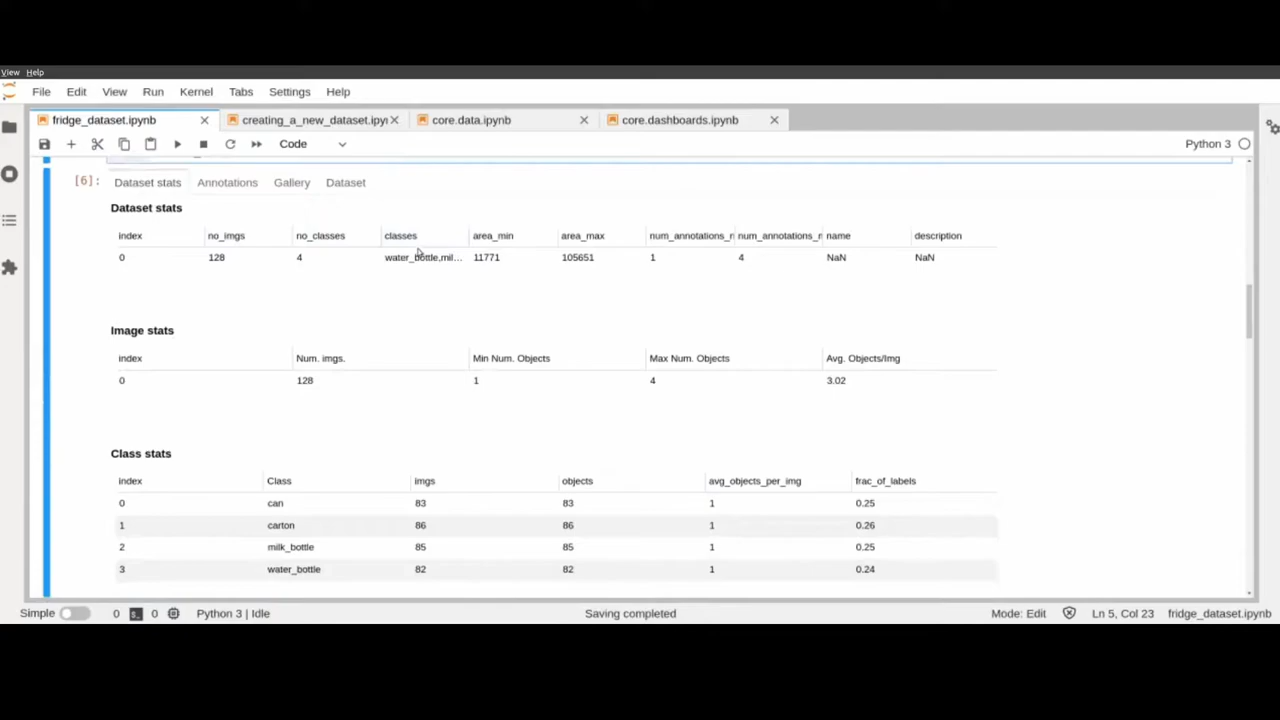 View Help
File Edit View Run Kernel Tabs Settings Help
fridge_dataset.ipynb creating_a_new_dataset.ipyı core.data.ipynb core.dashboards.ipynb
Code Python 3
[6]: Dataset stats Annotations Gallery Dataset
Dataset stats
index no_imgs no_classes classes area_min area_max num_annotations_n num_annotations_n name description
0 128 4 water_bottle,mil... 11771 105651 1 4 NaN NaN
Image stats
index Num. imgs. Min Num. Objects Max Num. Objects Avg. Objects/Img
0 128 1 4 3.02
Class stats
index Class imgs objects avg_objects_per_img frac_of_labels
0 can 83 83 1 0.25
1 carton 86 86 1 0.26
2 milk_bottle 85 85 1 0.25
3 water_bottle 82 82 1 0.24
Simple 0 0 Python 3 | Idle Saving completed Mode: Edit Ln 5, Col 23 fridge_dataset.ipynb